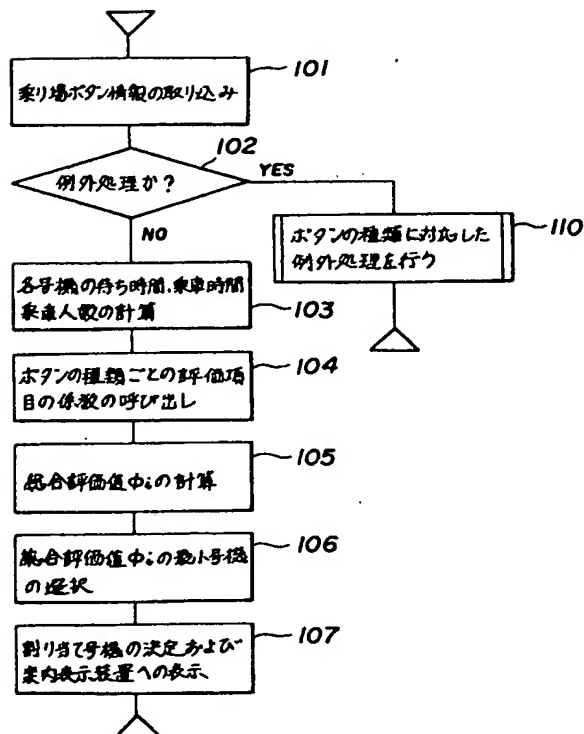 乗り場ボタン情報の取り込み
101
102
例外処理か?
YES
NO
ボタンの種類に対応した
例外処理を行う
110
各号機の待ち時間、乗車時間
乗車人数の計算
103
ボタンの種類ごとの評価項
目の係数の呼び出し
104
総合評価値中iの計算
105
総合評価値中iの最小号機
の選択
106
割り当て号機の決定および
案内表示装置への表示
107